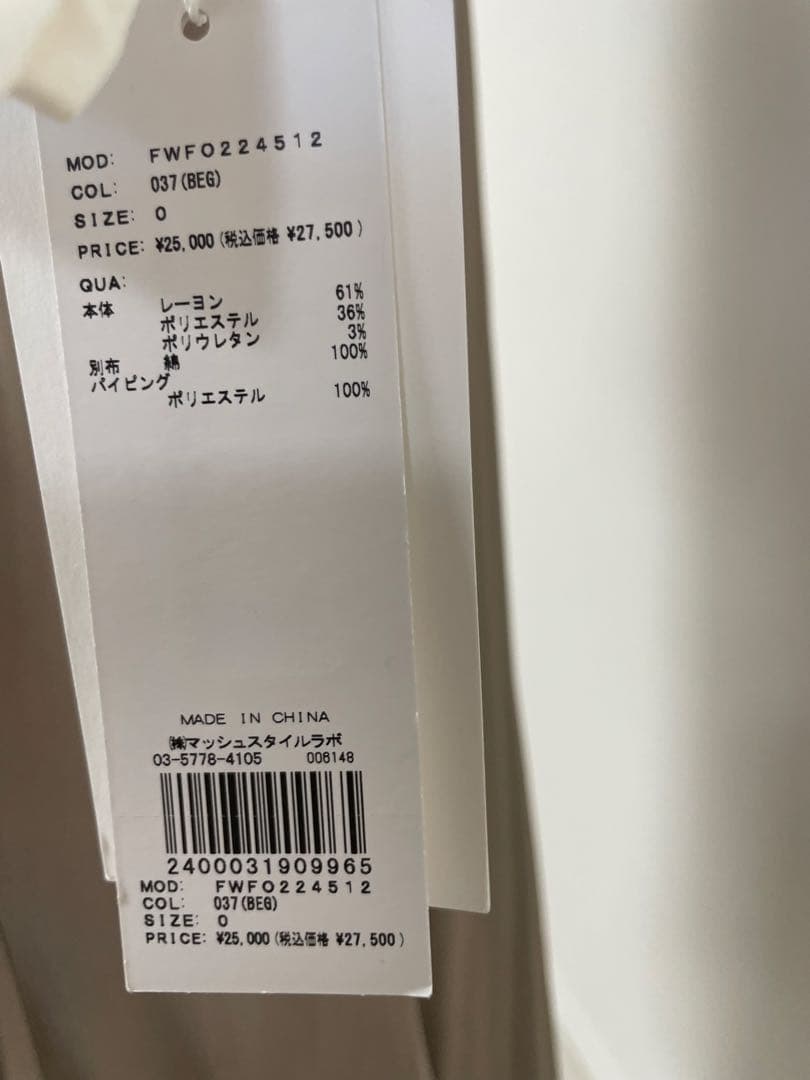 MOD: FWFO224512
COL: 037(BEG)
SIZE: 0
PRICE: ¥25,000(税込価格 ¥27,500)
QUA:
本体 レーヨン 61%
ポリエステル 36%
ポリウレタン 3%
別布 綿 100%
パイピング
ポリエステル 100%
MADE IN CHINA
㈱マッシュスタイルラボ
03-5778-4105 006148
2400031909965
MOD: FWFO224512
COL: 037(BEG)
SIZE: 0
PRICE: ¥25,000(税込価格 ¥27,500)